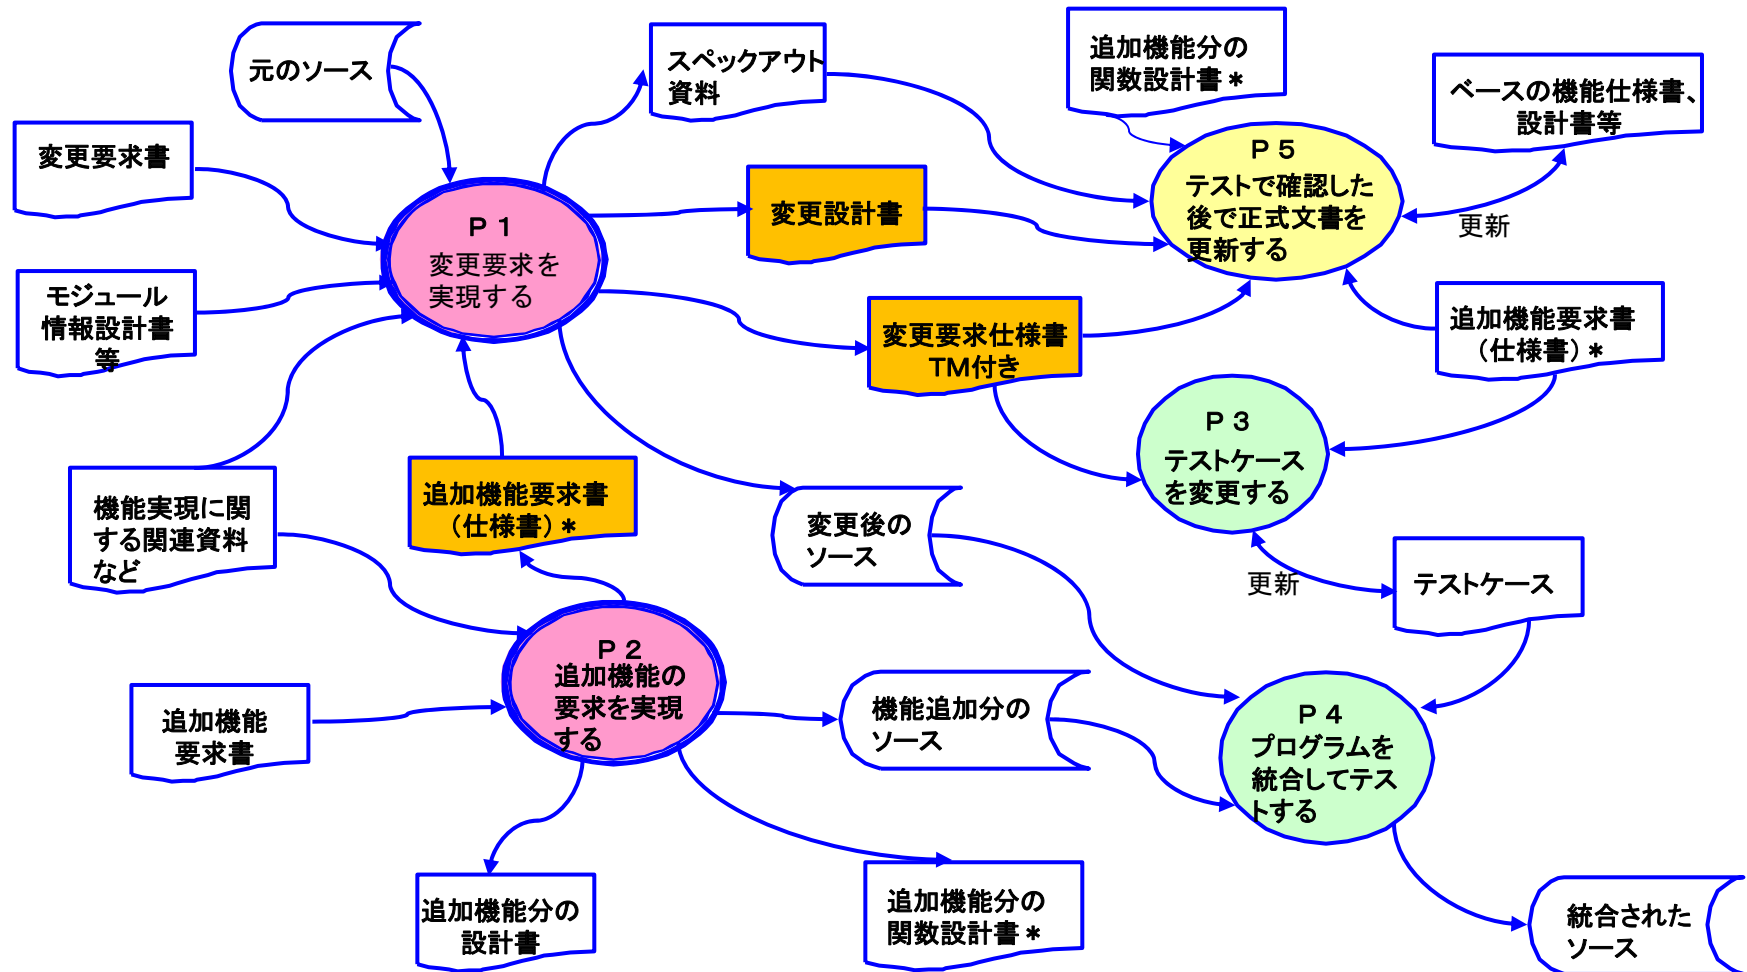 元のソース
スペックアウト
資料
追加機能分の
関数設計書＊
ベースの機能仕様書、
設計書等
変更要求書
Ｐ１
変更要求を
実現する
変更設計書
Ｐ５
テストで確認した
後で正式文書を
更新する
更新
モジュール
情報設計書
等
変更要求仕様書
TM付き
追加機能要求書
（仕様書）＊
Ｐ３
テストケース
を変更する
機能実現に関
する関連資料
など
追加機能要求書
（仕様書）＊
変更後の
ソース
更新
テストケース
Ｐ２
追加機能の
要求を実現
する
追加機能
要求書
機能追加分の
ソース
Ｐ４
プログラムを
統合してテス
トする
追加機能分の
設計書
追加機能分の
関数設計書＊
統合された
ソース